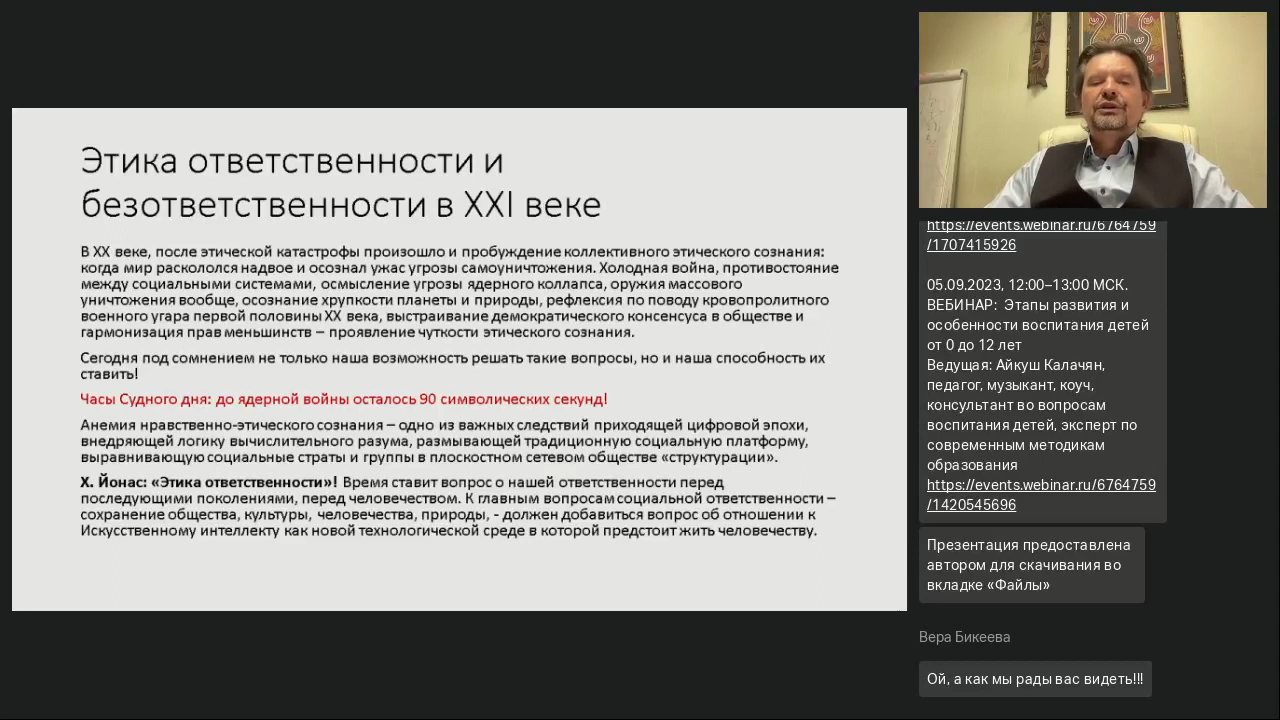 Этика ответственности и
безответственности в XXI веке
В XX веке, после этической катастрофы произошло и пробуждение коллективного этического сознания:
когда мир раскололся надвое и осознал ужас угрозы самоуничтожения. Холодная война, противостояние
между социальными системами, осмысление угрозы ядерного коллапса, оружия массового
уничтожения вообще, осознание хрупкости планеты и природы, рефлексия по поводу кровопролитного
военного угара первой половины XX века, выстраивание демократического консенсуса в обществе и
гармонизация прав меньшинств – проявление чуткости этического сознания.
Сегодня под сомнением не только наша возможность решать такие вопросы, но и наша способность их
ставить!
Часы Судного дня: до ядерной войны осталось 90 символических секунд!
Анемия нравственно-этического сознания – одно из важных следствий приходящей цифровой эпохи,
внедряющей логику вычислительного разума, размывающей традиционную социальную платформу,
выравнивающую социальные страты и группы в плоскостном сетевом обществе «структурации».
Х. Йонас: «Этика ответственности»! Время ставит вопрос о нашей ответственности перед
последующими поколениями, перед человечеством. К главным вопросам социальной ответственности –
сохранение общества, культуры, человечества, природы, - должен добавиться вопрос об отношении к
Искусственному интеллекту как новой технологической среде в которой предстоит жить человечеству.
https://events.webinar.ru/6764759
/1707415926
05.09.2023, 12:00–13:00 МСК.
ВЕБИНАР: Этапы развития и
особенности воспитания детей
от 0 до 12 лет
Ведущая: Айкуш Калачян,
педагог, музыкант, коуч,
консультант во вопросам
воспитания детей, эксперт по
современным методикам
образования
https://events.webinar.ru/6764759
/1420545696
Презентация предоставлена
автором для скачивания во
вкладке «Файлы»
Вера Бикеева
Ой, а как мы рады вас видеть!!!